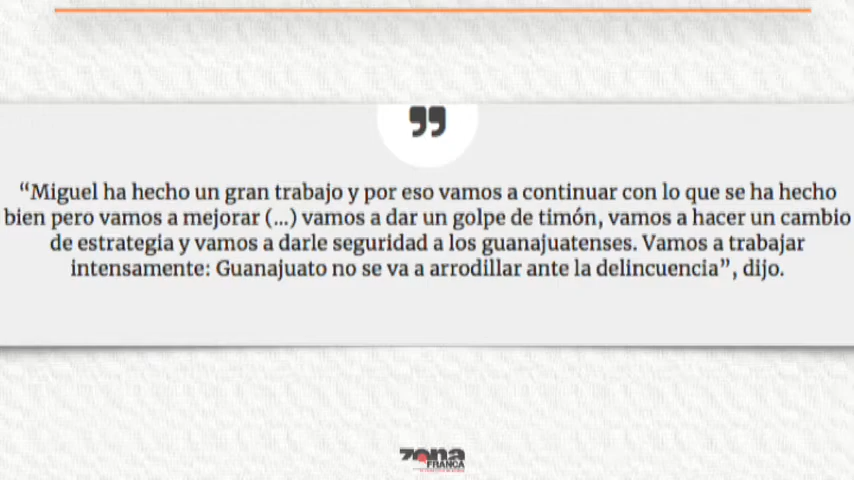 ”
“Miguel ha hecho un gran trabajo y por eso vamos a continuar con lo que se ha hecho
bien pero vamos a mejorar (...) vamos a dar un golpe de timón, vamos a hacer un cambio
de estrategia y vamos a darle seguridad a los guanajuatenses. Vamos a trabajar
intensamente: Guanajuato no se va a arrodillar ante la delincuencia”, dijo.
zona
FRANCA